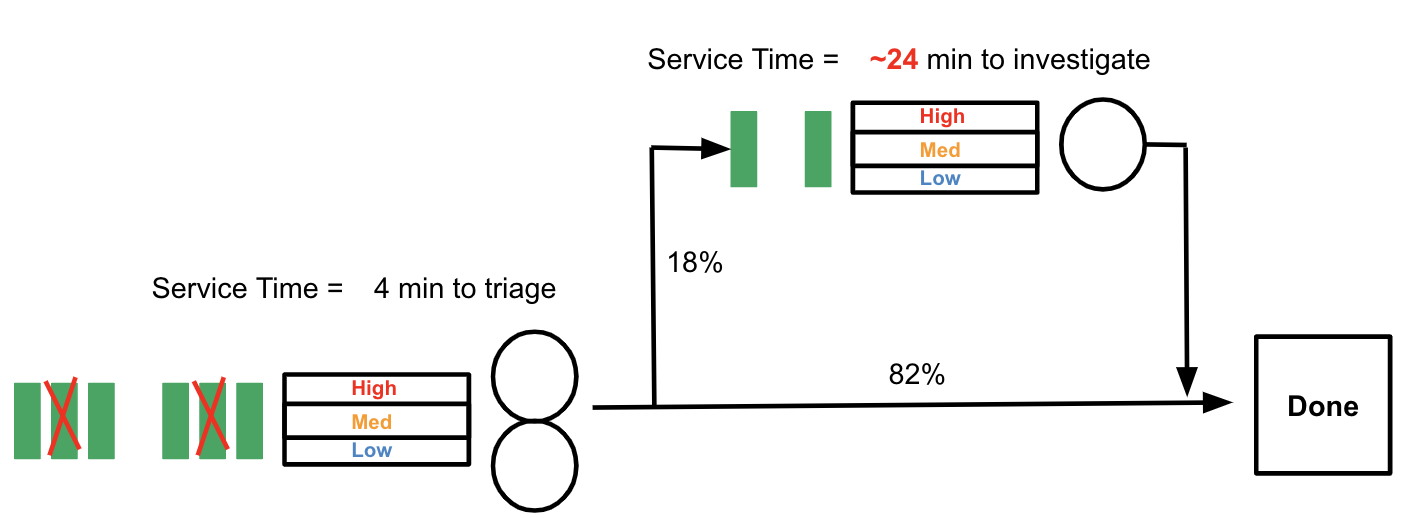 Service Time = ~24 min to investigate
High
Med
Low
18%
Service Time = 4 min to triage
82%
High
Med
Low
Done